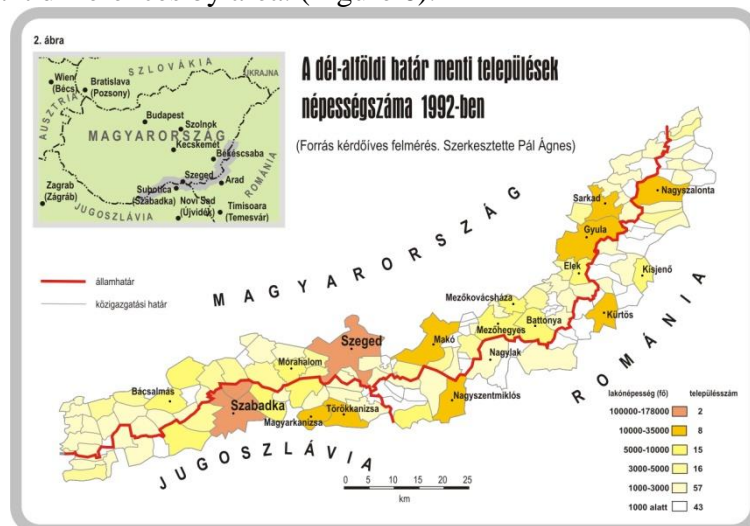 2. ábra
A dél-alföldi határ menti települések
népességszáma 1992-ben
(Forrás kérdőíves felmérés. Szerkesztette Pál Ágnes)
Wien
(Bécs)
Bratislava
(Pozsony)
SZLOVÁKIA
UKRAJNA
AUSZTRIA
Budapest
Szolnok
MAGYARORSZÁG
Kecskemét
Békéscsaba
Szeged
Arad
ROMÁNIA
Subotica
(Szabadka)
Zagrab
(Zágráb)
Novi Sad
(Újvidék)
Timisoara
(Temesvár)
JUGOSZLÁVIA
államhatár
közigazgatási határ
MAGYARORSZÁG
Sarkad
Nagyszalonta
Gyula
Elek
Kisjenő
Mezőkovácsháza
Kürtös
Battonya
Mezőhegyes
Szeged
Makó
Nagylak
Mórahalom
Bácsalmás
Nagyszentmiklós
Szabadka
Törökkanizsa
Magyarkanizsa
ROMÁNIA
JUGOSZLÁVIA
0 5 10 15 20 25
km
lakónépesség (fő) településszám
100000-178000 2
10000-35000 8
5000-10000 15
3000-5000 16
1000-3000 57
1000 alatt 43